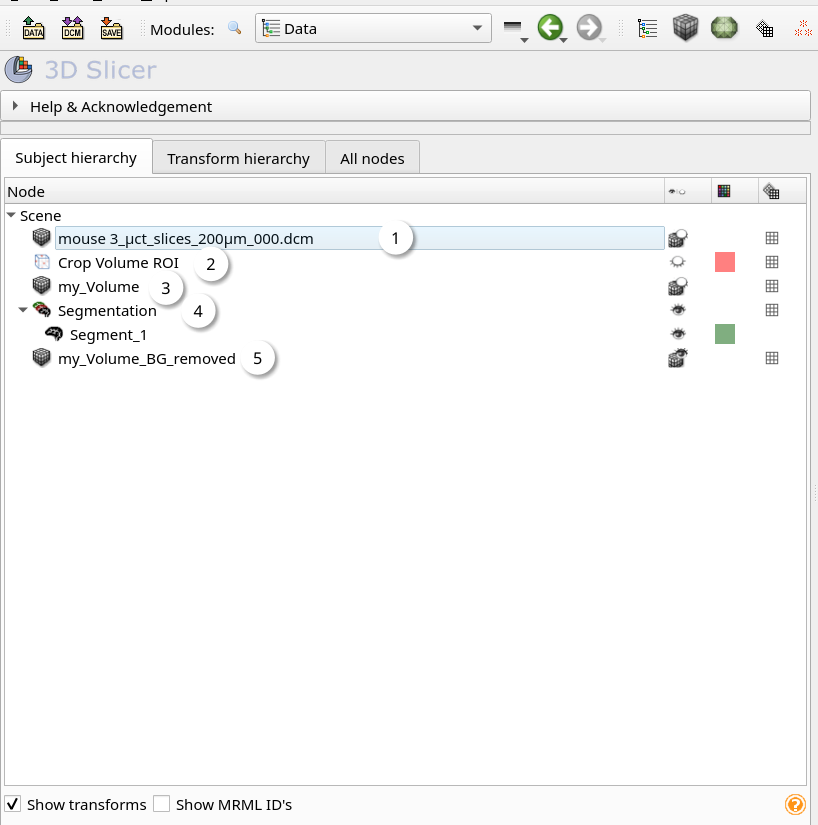 DATA
DCM
SAVE
Modules:
Data
3D Slicer
Help & Acknowledgement
Subject hierarchy
Transform hierarchy
All nodes
Node
Scene
mouse 3_µct_slices_200µm_000.dcm 1
Crop Volume ROI 2
my_Volume 3
Segmentation 4
Segment_1
my_Volume_BG_removed 5
Show transforms
Show MRML ID's
?